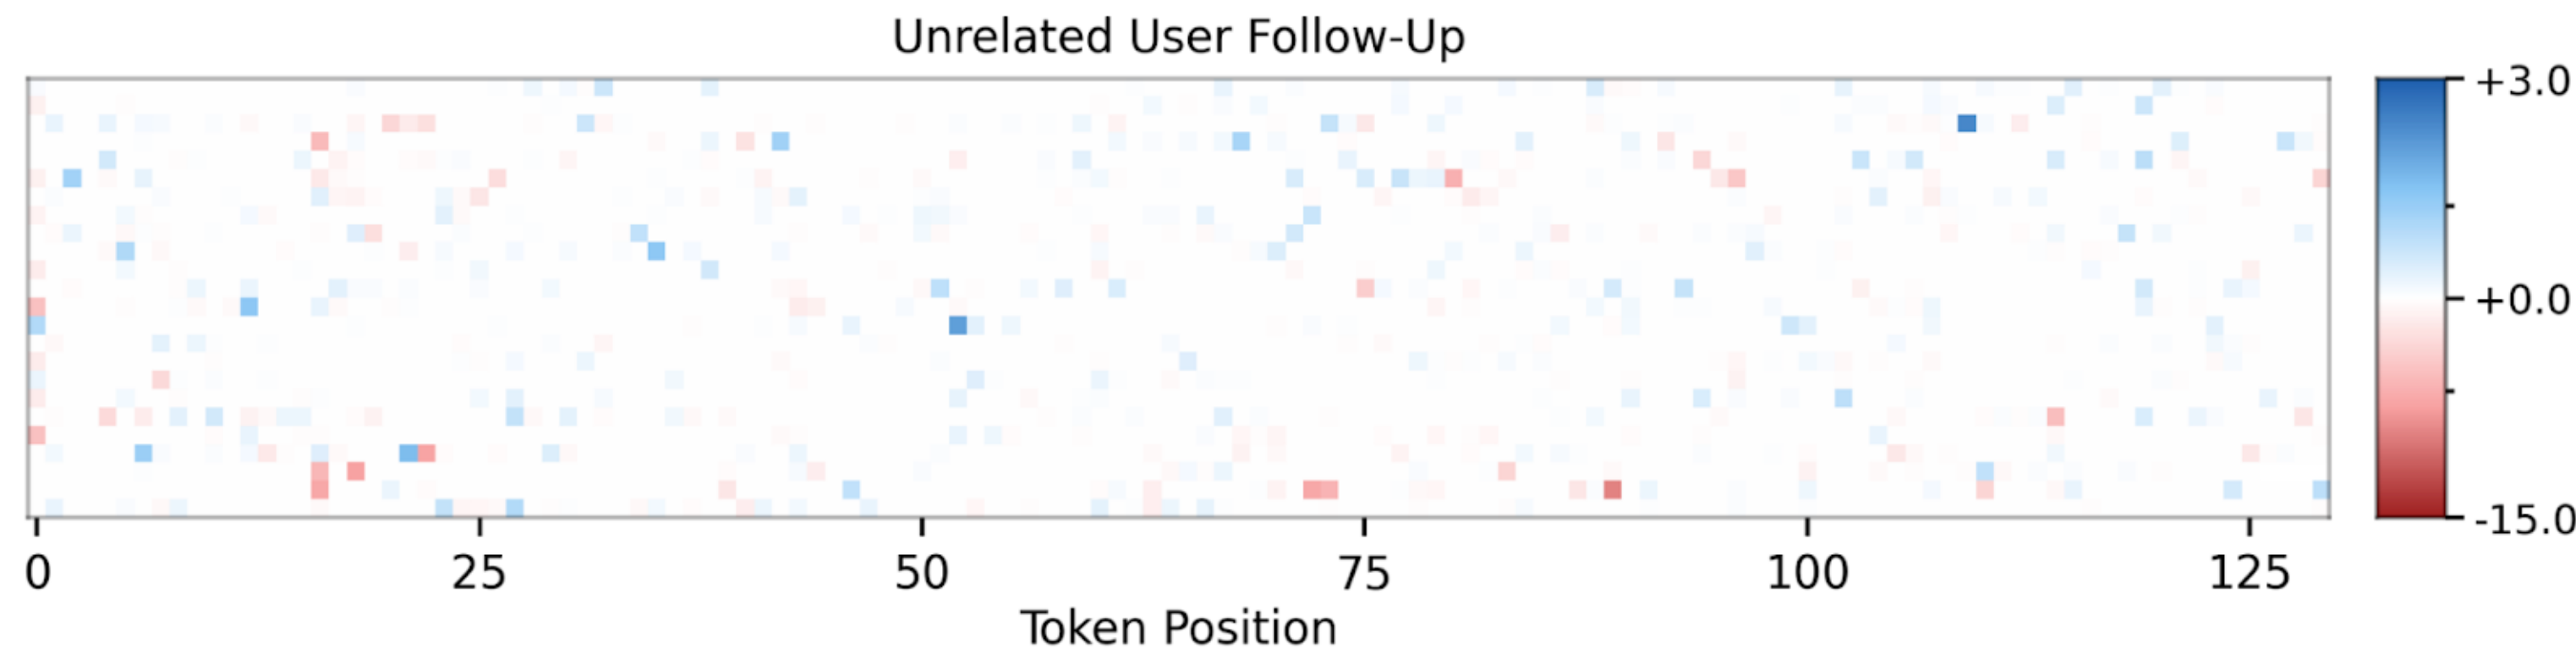 Unrelated User Follow-Up
+3.0
+0.0
-15.0
0 25 50 75 100 125
Token Position